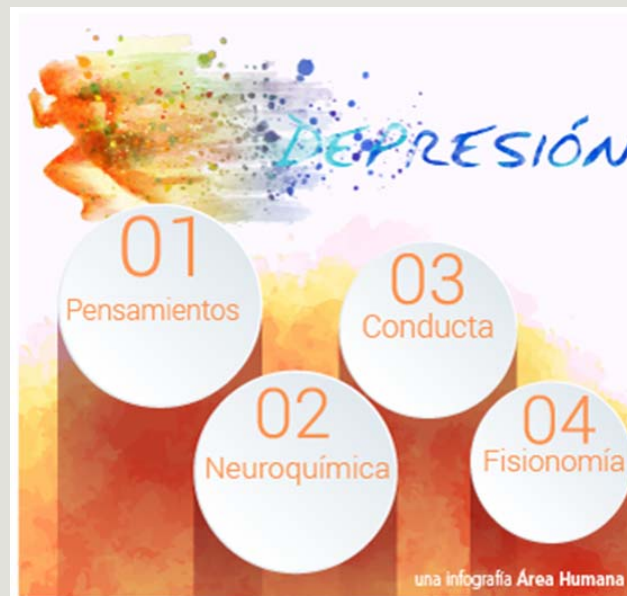 DEPRESIÓN
01
Pensamientos
02
Neuroquímica
03
Conducta
04
Fisionomía
una infografía Área Humana